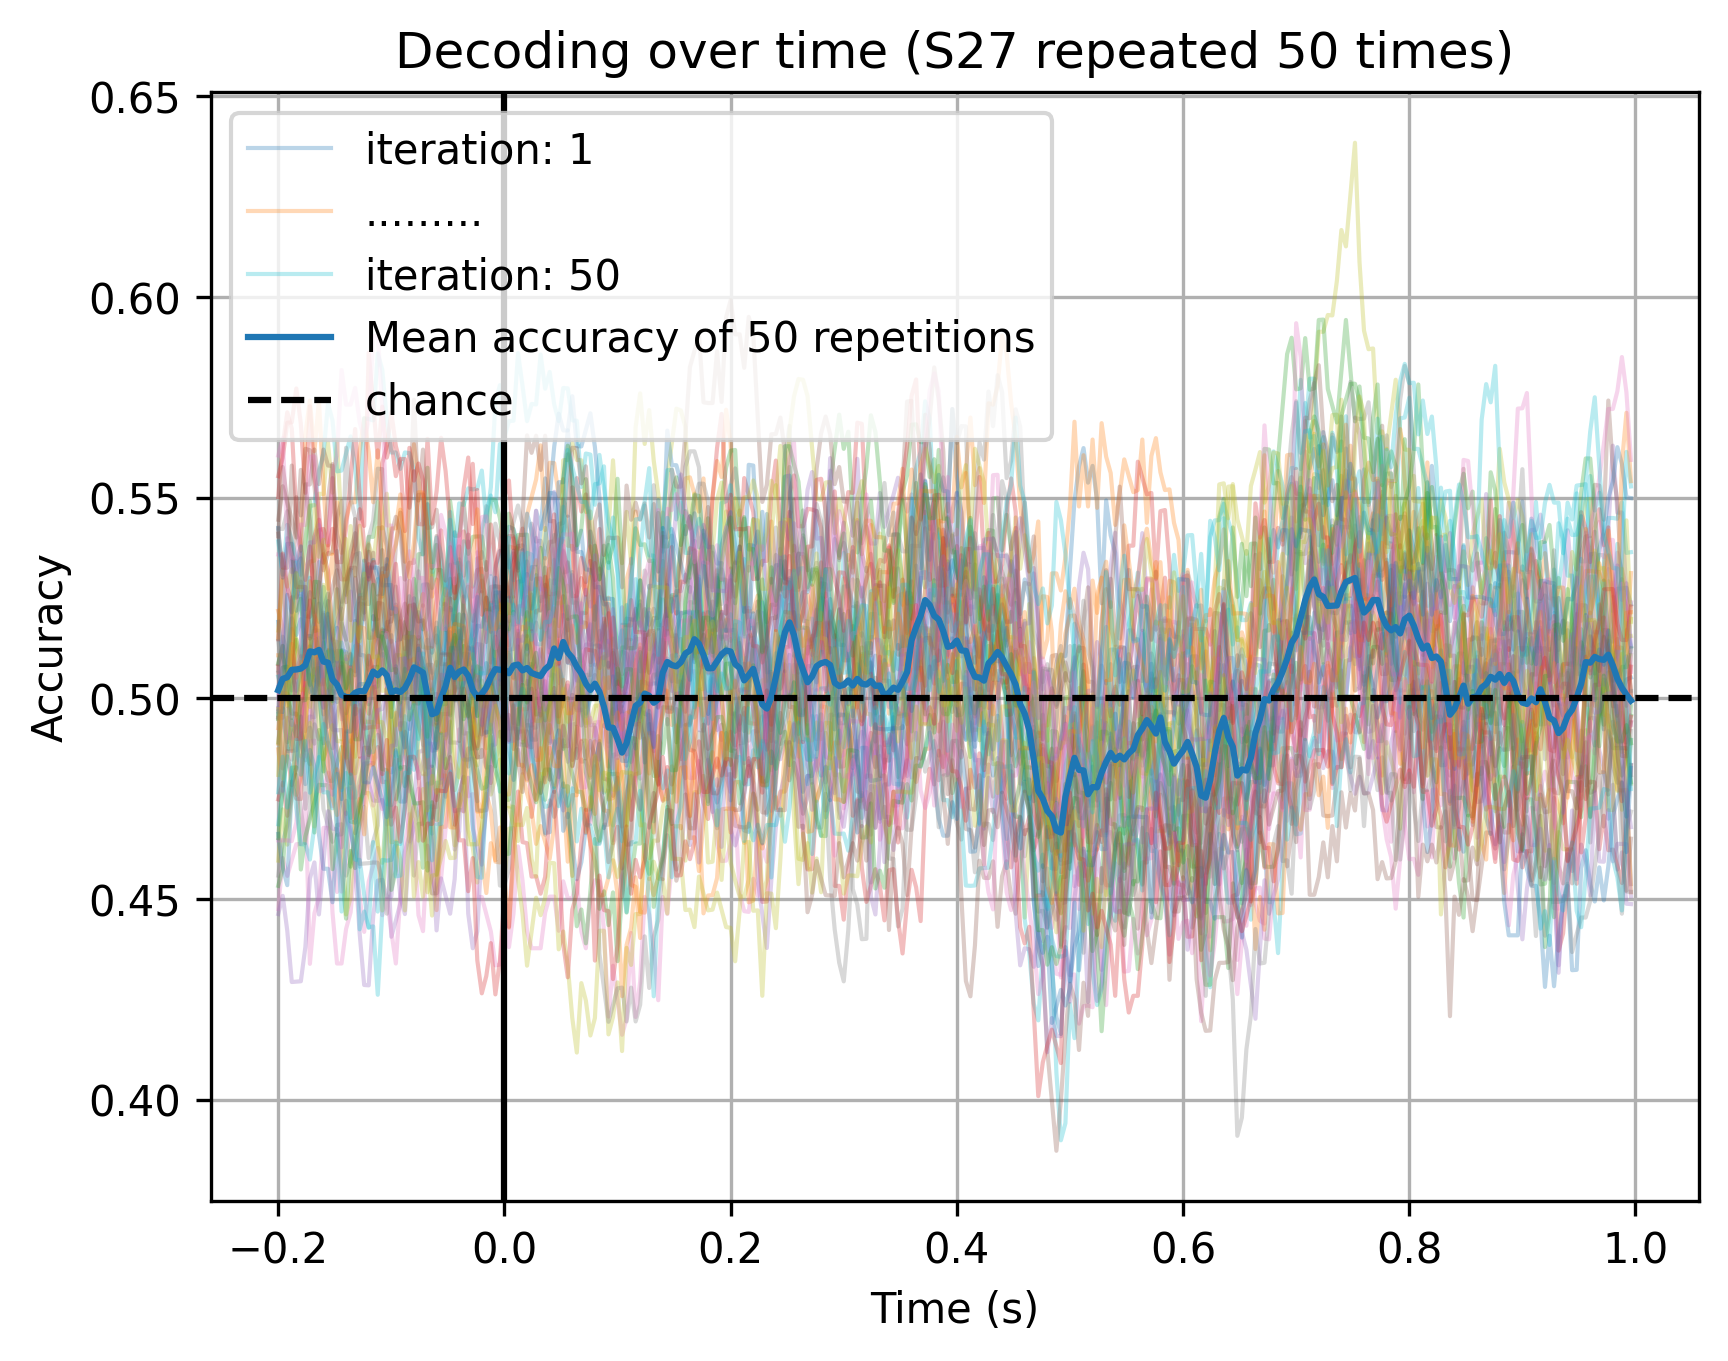 Decoding over time (S27 repeated 50 times)
0.65
0.60
0.55
0.50
0.45
0.40
Accuracy
iteration: 1
.........
iteration: 50
Mean accuracy of 50 repetitions
chance
−0.2 0.0 0.2 0.4 0.6 0.8 1.0
Time (s)